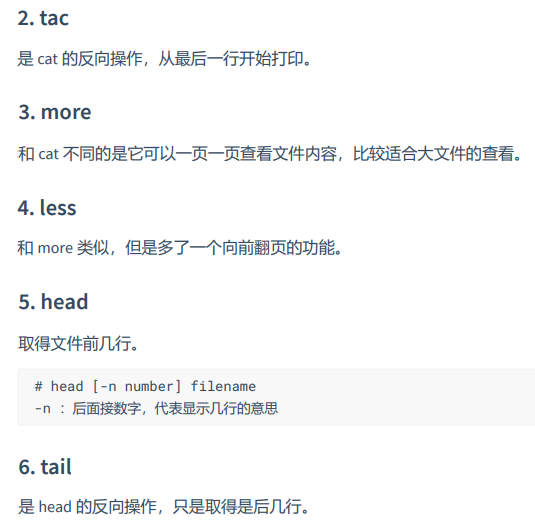 2. tac
是 cat 的反向操作，从最后一行开始打印。
3. more
和 cat 不同的是它可以一页一页查看文件内容，比较适合大文件的查看。
4. less
和 more 类似，但是多了一个向前翻页的功能。
5. head
取得文件前几行。
# head [-n number] filename
-n ：后面接数字，代表显示几行的意思
6. tail
是 head 的反向操作，只是取得是后几行。